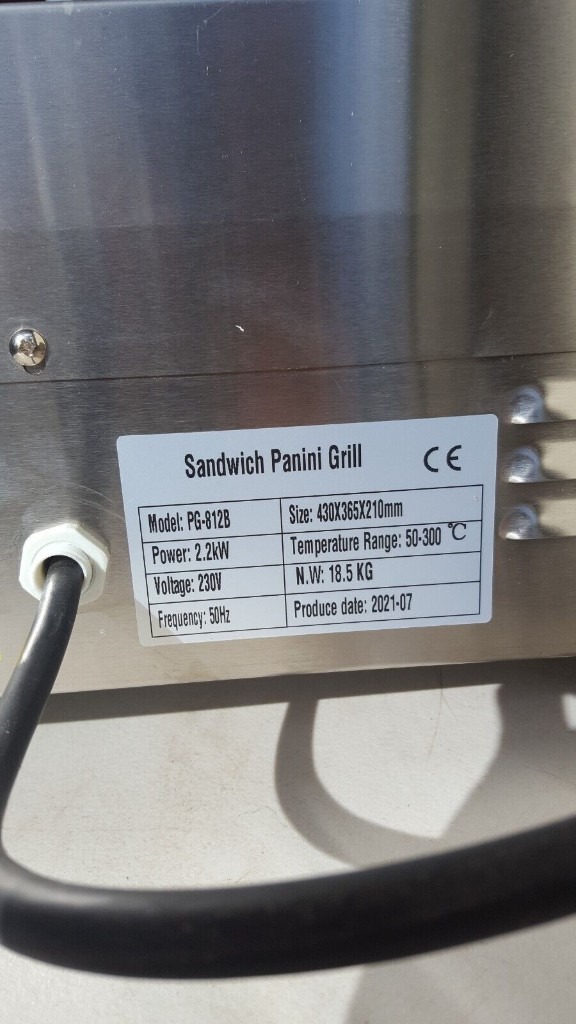 Sandwich Panini Grill CE
Model: PG-812B Size: 430X365X210mm
Power: 2.2kW Temperature Range: 50-300 ℃
Voltage: 230V N.W: 18.5 KG
Frequency: 50Hz Produce date: 2021-07